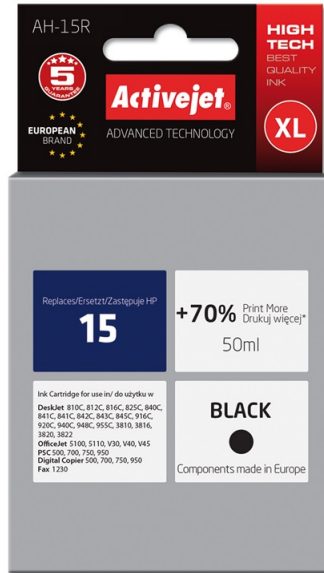 AH-15R
HIGH
TECH
BEST
QUALITY
INK
5
YEARS
GUARANTEE
Activejet®
EUROPEAN
BRAND
ADVANCED TECHNOLOGY
XL
Replaces/Ersetzt/Zastępuje HP
15
+70% Print More
Drukuj więcej*
50ml
Ink Cartridge for use in/ do użytku w
DeskJet 810C, 812C, 816C, 825C, 840C,
841C, 841C, 842C, 843C, 845C, 916C,
920C, 940C, 948C, 955C, 3810, 3816,
3820, 3822
OfficeJet 5100, 5110, V30, V40, V45
PSC 500, 700, 750, 950
Digital Copier 500, 700, 750, 950
Fax 1230
BLACK
Components made in Europe